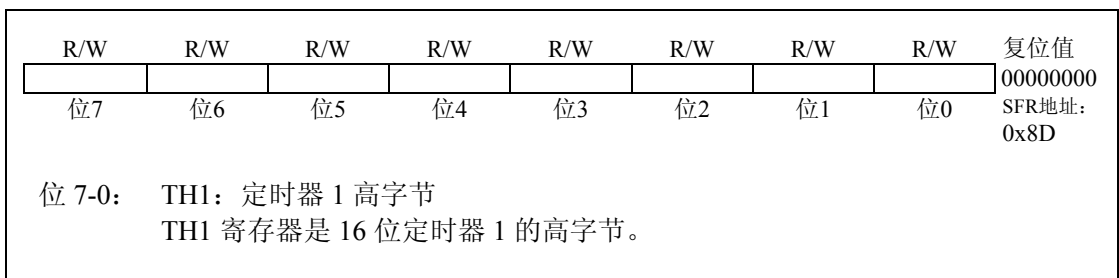 R/W R/W R/W R/W R/W R/W R/W R/W 复位值
00000000
位7 位6 位5 位4 位3 位2 位1 位0 SFR地址：
0x8D
位 7-0： TH1：定时器 1 高字节
TH1 寄存器是 16 位定时器 1 的高字节。